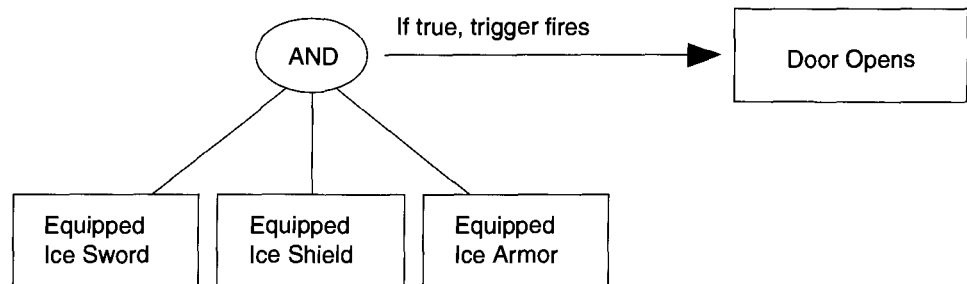 If true, trigger fires
AND
Door Opens
Equipped
Ice Sword
Equipped
Ice Shield
Equipped
Ice Armor